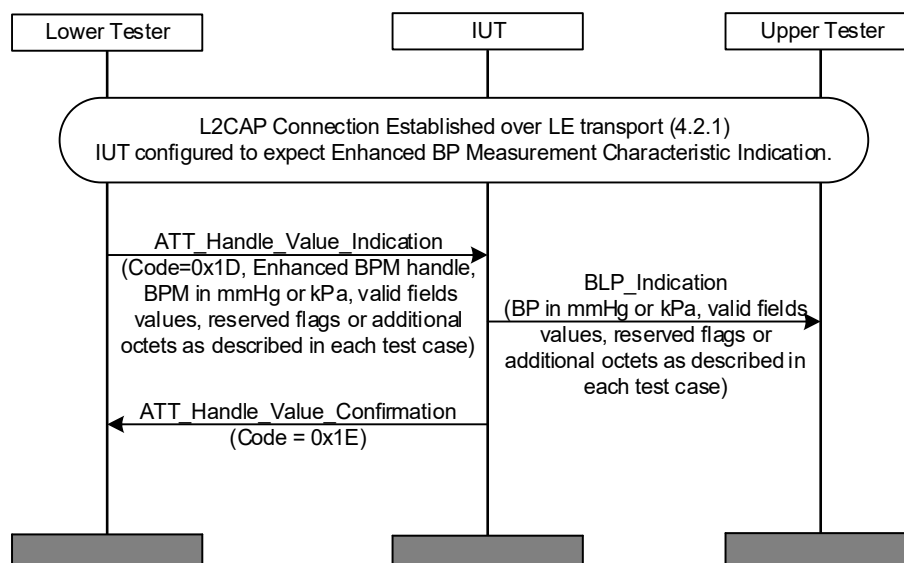 Lower Tester
IUT
Upper Tester
L2CAP Connection Established over LE transport (4.2.1)
IUT configured to expect Enhanced BP Measurement Characteristic Indication.
ATT_Handle_Value_Indication
(Code=0x1D, Enhanced BPM handle,
BPM in mmHg or kPa, valid fields
values, reserved flags or additional
octets as described in each test case)
BLP_Indication
(BP in mmHg or kPa, valid fields
values, reserved flags or
additional octets as described in
each test case)
ATT_Handle_Value_Confirmation
(Code = 0x1E)